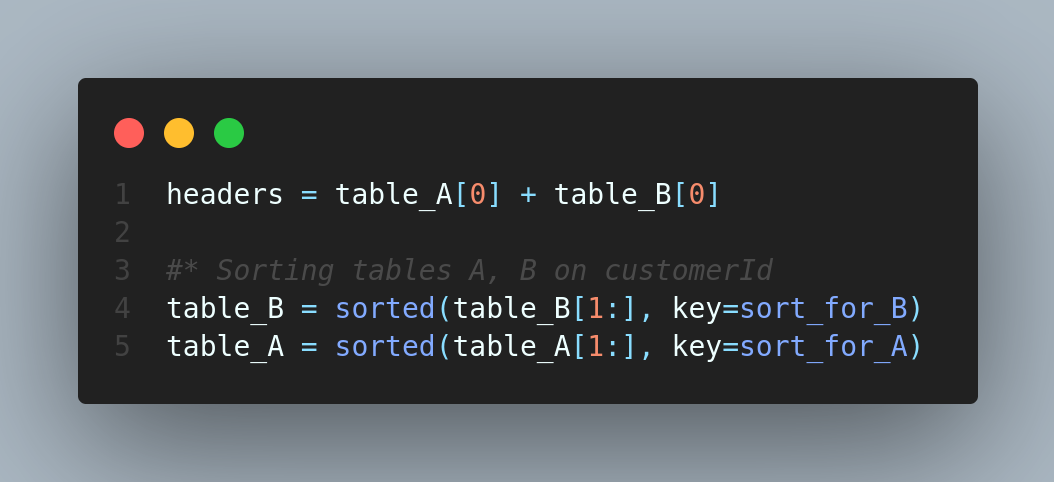 1 headers = table_A[0] + table_B[0]
2
3 #* Sorting tables A, B on customerId
4 table_B = sorted(table_B[1:], key=sort_for_B)
5 table_A = sorted(table_A[1:], key=sort_for_A)